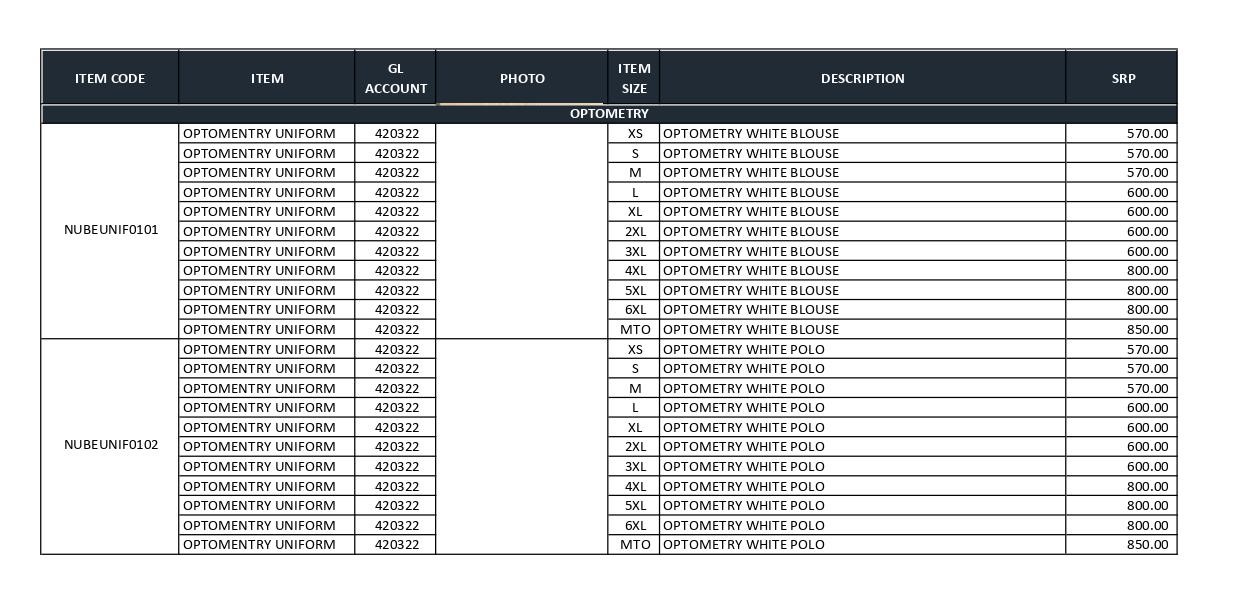 ITEM CODE ITEM GL ACCOUNT PHOTO ITEM SIZE DESCRIPTION SRP
OPTOMETRY
OPTOMENTRY UNIFORM 420322 XS OPTOMETRY WHITE BLOUSE 570.00
OPTOMENTRY UNIFORM 420322 S OPTOMETRY WHITE BLOUSE 570.00
OPTOMENTRY UNIFORM 420322 M OPTOMETRY WHITE BLOUSE 570.00
OPTOMENTRY UNIFORM 420322 L OPTOMETRY WHITE BLOUSE 600.00
OPTOMENTRY UNIFORM 420322 XL OPTOMETRY WHITE BLOUSE 600.00
NUBEUNIF0101 OPTOMENTRY UNIFORM 420322 2XL OPTOMETRY WHITE BLOUSE 600.00
OPTOMENTRY UNIFORM 420322 3XL OPTOMETRY WHITE BLOUSE 600.00
OPTOMENTRY UNIFORM 420322 4XL OPTOMETRY WHITE BLOUSE 800.00
OPTOMENTRY UNIFORM 420322 5XL OPTOMETRY WHITE BLOUSE 800.00
OPTOMENTRY UNIFORM 420322 6XL OPTOMETRY WHITE BLOUSE 800.00
OPTOMENTRY UNIFORM 420322 MTO OPTOMETRY WHITE BLOUSE 850.00
OPTOMENTRY UNIFORM 420322 XS OPTOMETRY WHITE POLO 570.00
OPTOMENTRY UNIFORM 420322 S OPTOMETRY WHITE POLO 570.00
OPTOMENTRY UNIFORM 420322 M OPTOMETRY WHITE POLO 570.00
OPTOMENTRY UNIFORM 420322 L OPTOMETRY WHITE POLO 600.00
OPTOMENTRY UNIFORM 420322 XL OPTOMETRY WHITE POLO 600.00
NUBEUNIF0102 OPTOMENTRY UNIFORM 420322 2XL OPTOMETRY WHITE POLO 600.00
OPTOMENTRY UNIFORM 420322 3XL OPTOMETRY WHITE POLO 600.00
OPTOMENTRY UNIFORM 420322 4XL OPTOMETRY WHITE POLO 800.00
OPTOMENTRY UNIFORM 420322 5XL OPTOMETRY WHITE POLO 800.00
OPTOMENTRY UNIFORM 420322 6XL OPTOMETRY WHITE POLO 800.00
OPTOMENTRY UNIFORM 420322 MTO OPTOMETRY WHITE POLO 850.00